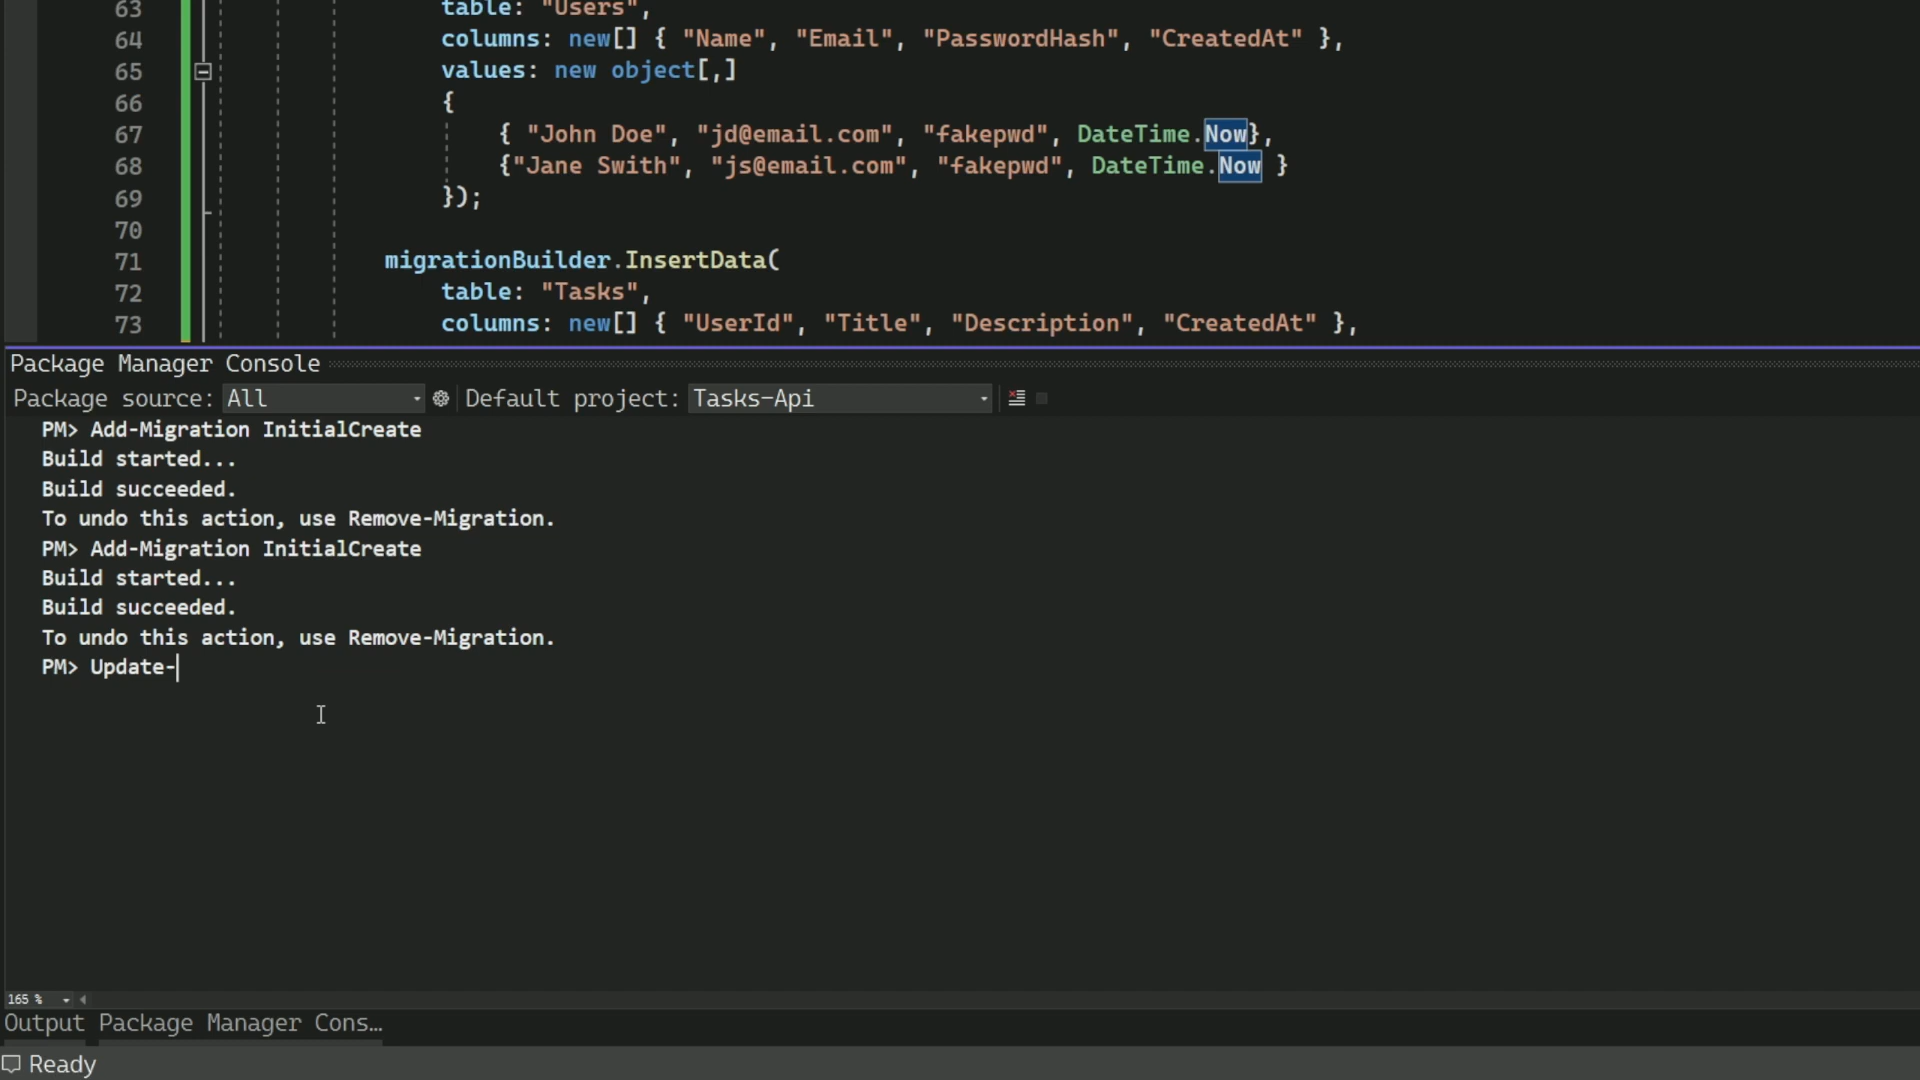 63 table: "Users",
64 columns: new[] { "Name", "Email", "PasswordHash", "CreatedAt" },
65 values: new object[,]
66 {
67 { "John Doe", "jd@email.com", "fakepwd", DateTime.Now},
68 {"Jane Swith", "js@email.com", "fakepwd", DateTime.Now }
69 });
70
71 migrationBuilder.InsertData(
72 table: "Tasks",
73 columns: new[] { "UserId", "Title", "Description", "CreatedAt" },
Package Manager Console
Package source: All Default project: Tasks-Api
PM> Add-Migration InitialCreate
Build started...
Build succeeded.
To undo this action, use Remove-Migration.
PM> Add-Migration InitialCreate
Build started...
Build succeeded.
To undo this action, use Remove-Migration.
PM> Update-
165 %
Output Package Manager Cons...
Ready